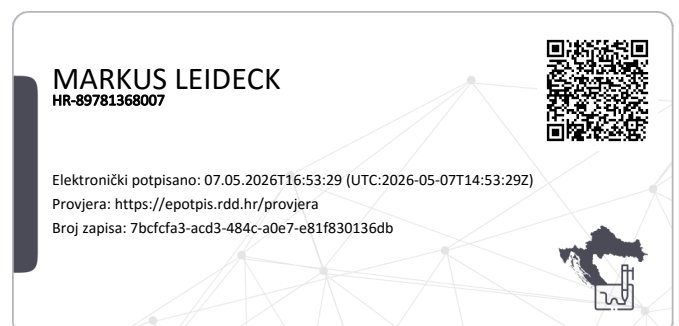 MARKUS LEIDECK
HR-89781368007
Elektronički potpisano: 07.05.2026T16:53:29 (UTC:2026-05-07T14:53:29Z)
Provjera: https://epotpis.rdd.hr/provjera
Broj zapisa: 7bcfcfa3-acd3-484c-a0e7-e81f830136db